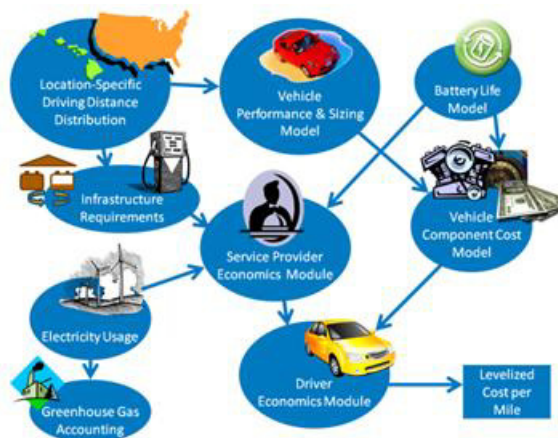 Location-Specific
Driving Distance
Distribution
Vehicle
Performance & Sizing
Model
Battery Life
Model
Infrastructure
Requirements
Service Provider
Economics Module
Vehicle
Component Cost
Model
Electricity Usage
Driver
Economics Module
Levelized
Cost per
Mile
Greenhouse Gas
Accounting